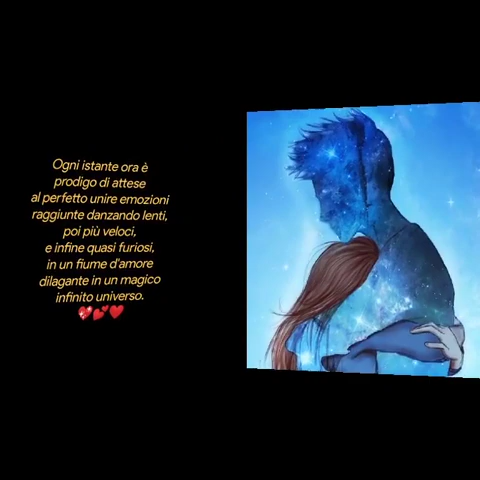 Ogni istante ora è
prodigo di attese
al perfetto unire emozioni
raggiunte danzando lenti,
poi più veloci,
e infine quasi furiosi,
in un fiume d'amore
dilagante in un magico
infinito universo.
💖💕❤️